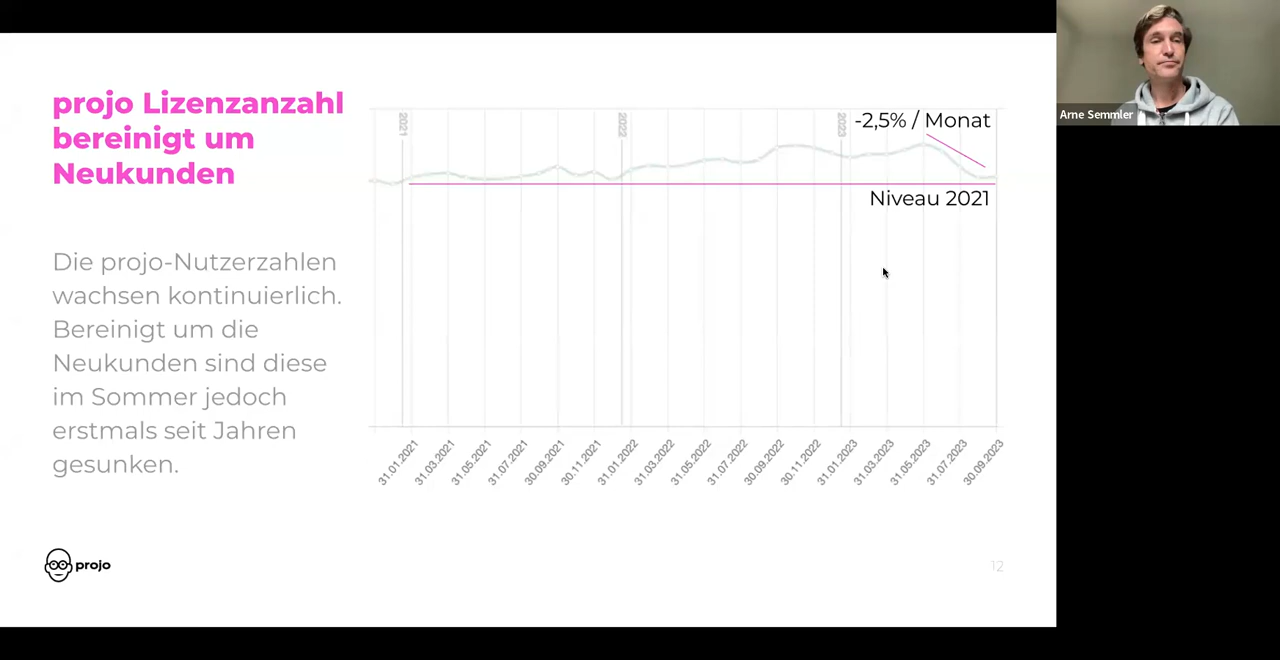 projo Lizenzanzahl
bereinigt um
Neukunden
Die projo-Nutzerzahlen
wachsen kontinuierlich.
Bereinigt um die
Neukunden sind diese
im Sommer jedoch
erstmals seit Jahren
gesunken.
2021
2022
2023
-2,5% / Monat
Niveau 2021
31.01.2021
31.03.2021
31.05.2021
31.07.2021
30.09.2021
30.11.2021
31.01.2022
31.03.2022
31.05.2022
31.07.2022
30.09.2022
30.11.2022
31.01.2023
31.03.2023
31.05.2023
31.07.2023
30.09.2023
projo
12
Arne Semmler